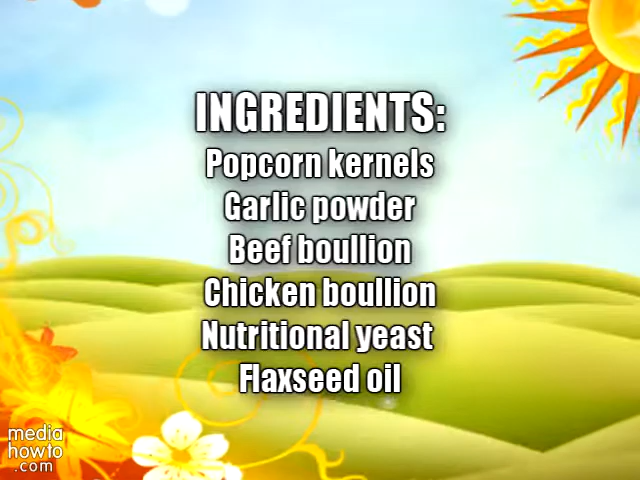 INGREDIENTS:
Popcorn kernels
Garlic powder
Beef boullion
Chicken boullion
Nutritional yeast
Flaxseed oil
media
howto
.com